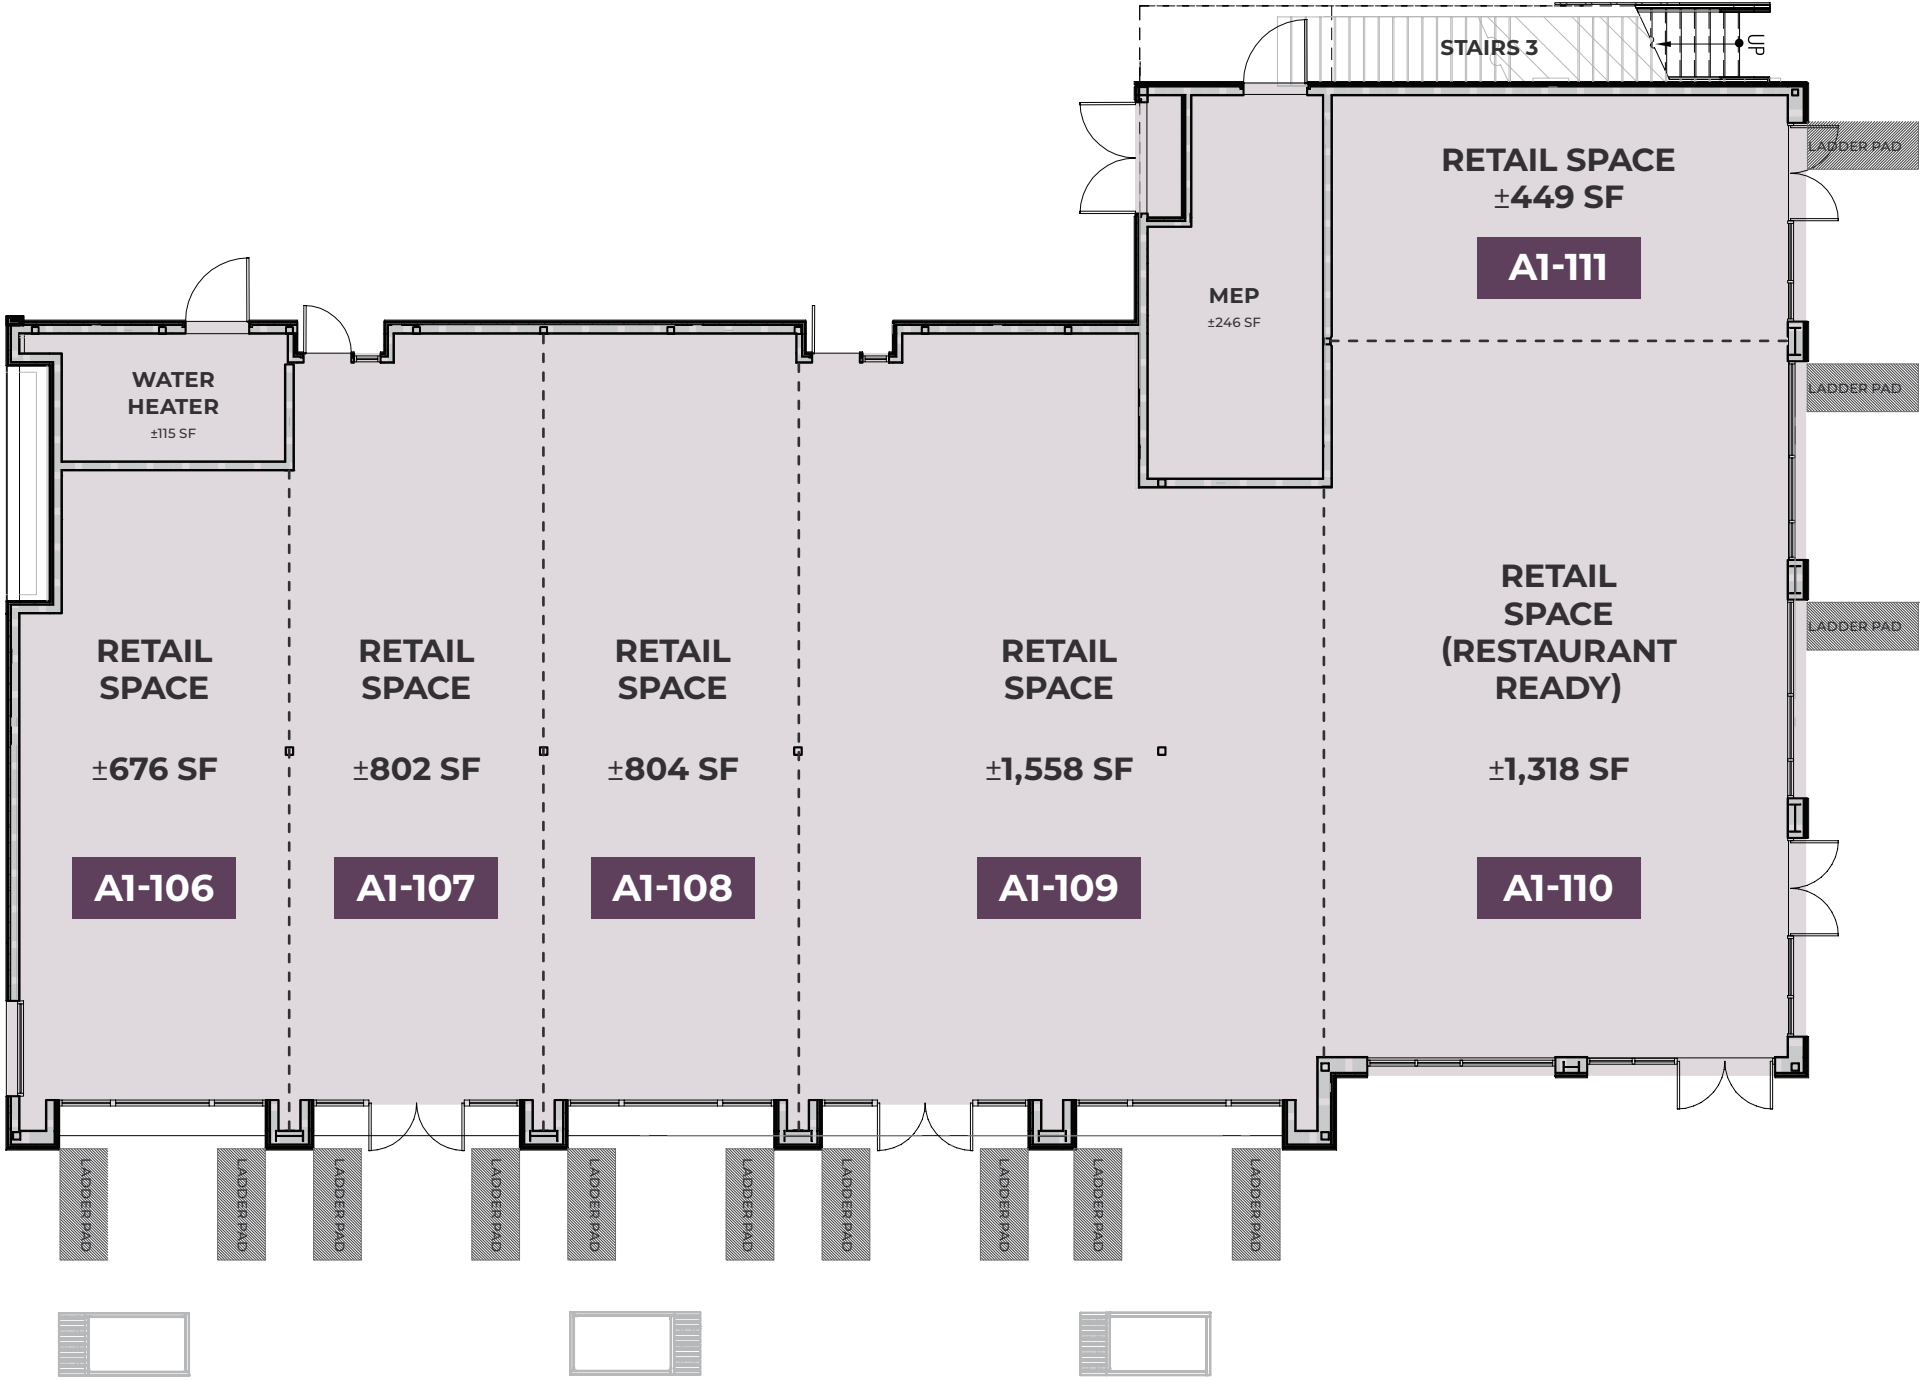 STAIRS 3
UP
RETAIL SPACE
±449 SF
A1-111
LADDER PAD
MEP
±246 SF
WATER
HEATER
±115 SF
LADDER PAD
LADDER PAD
RETAIL
SPACE
±676 SF
A1-106
RETAIL
SPACE
±802 SF
A1-107
RETAIL
SPACE
±804 SF
A1-108
RETAIL
SPACE
±1,558 SF
A1-109
RETAIL
SPACE
(RESTAURANT
READY)
±1,318 SF
A1-110
LADDER PAD
LADDER PAD
LADDER PAD
LADDER PAD
LADDER PAD
LADDER PAD
LADDER PAD
LADDER PAD
LADDER PAD
LADDER PAD